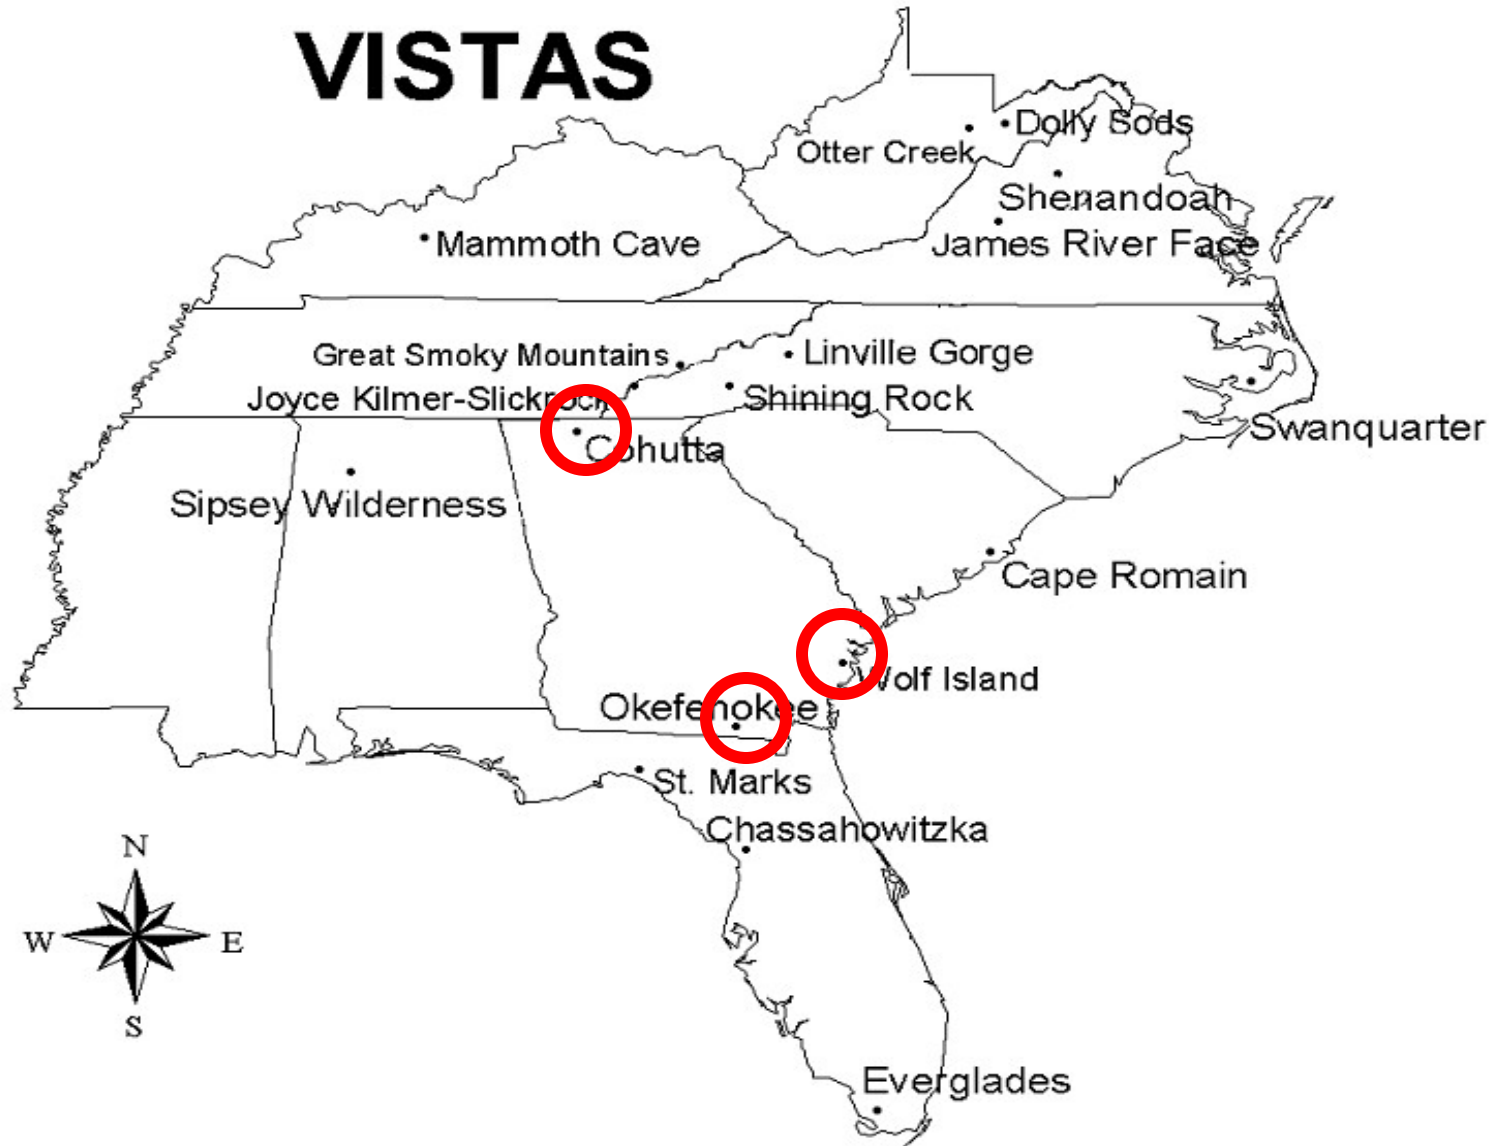 VISTAS
Dolly Sods
Otter Creek
Shenandoah
James River Face
Mammoth Cave
Great Smoky Mountains
Linville Gorge
Joyce Kilmer-Slickrock
Shining Rock
Swanquarter
Cohutta
Sipsey Wilderness
Cape Romain
Wolf Island
Okefenokee
St. Marks
Chassahowitzka
N
W
E
S
Everglades